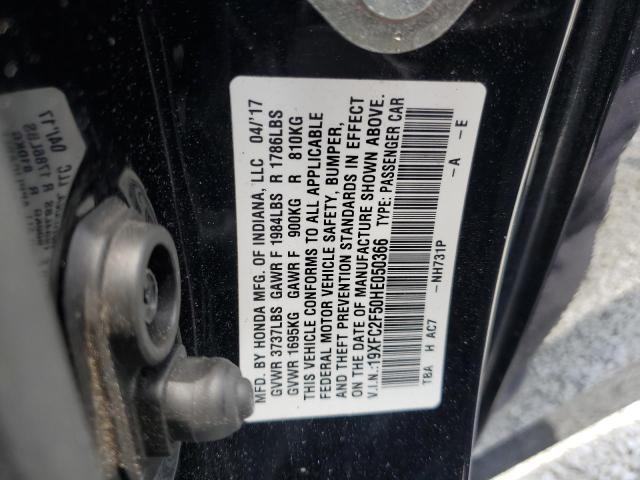 MFD. BY HONDA MFG. OF INDIANA, LLC 04/'17
GVWR 3737LBS GAWR F 1984LBS R 1786LBS
GVWR 1695KG GAWR F 900KG R 810KG
THIS VEHICLE CONFORMS TO ALL APPLICABLE
FEDERAL MOTOR VEHICLE SAFETY, BUMPER,
AND THEFT PREVENTION STANDARDS IN EFFECT
ON THE DATE OF MANUFACTURE SHOWN ABOVE.
V.I.N.:19XFC2F50HE050366 TYPE: PASSENGER CAR
TBA H AC7 -NH731P -A -E